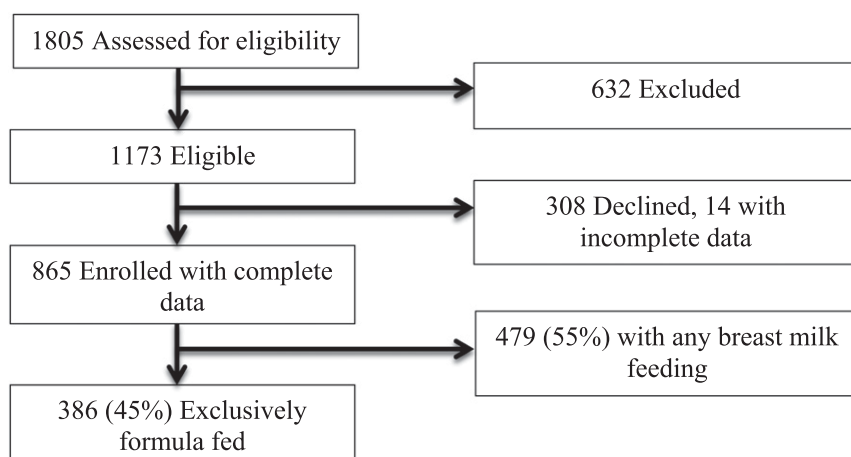 1805 Assessed for eligibility
632 Excluded
1173 Eligible
308 Declined, 14 with
incomplete data
865 Enrolled with complete
data
479 (55%) with any breast milk
feeding
386 (45%) Exclusively
formula fed